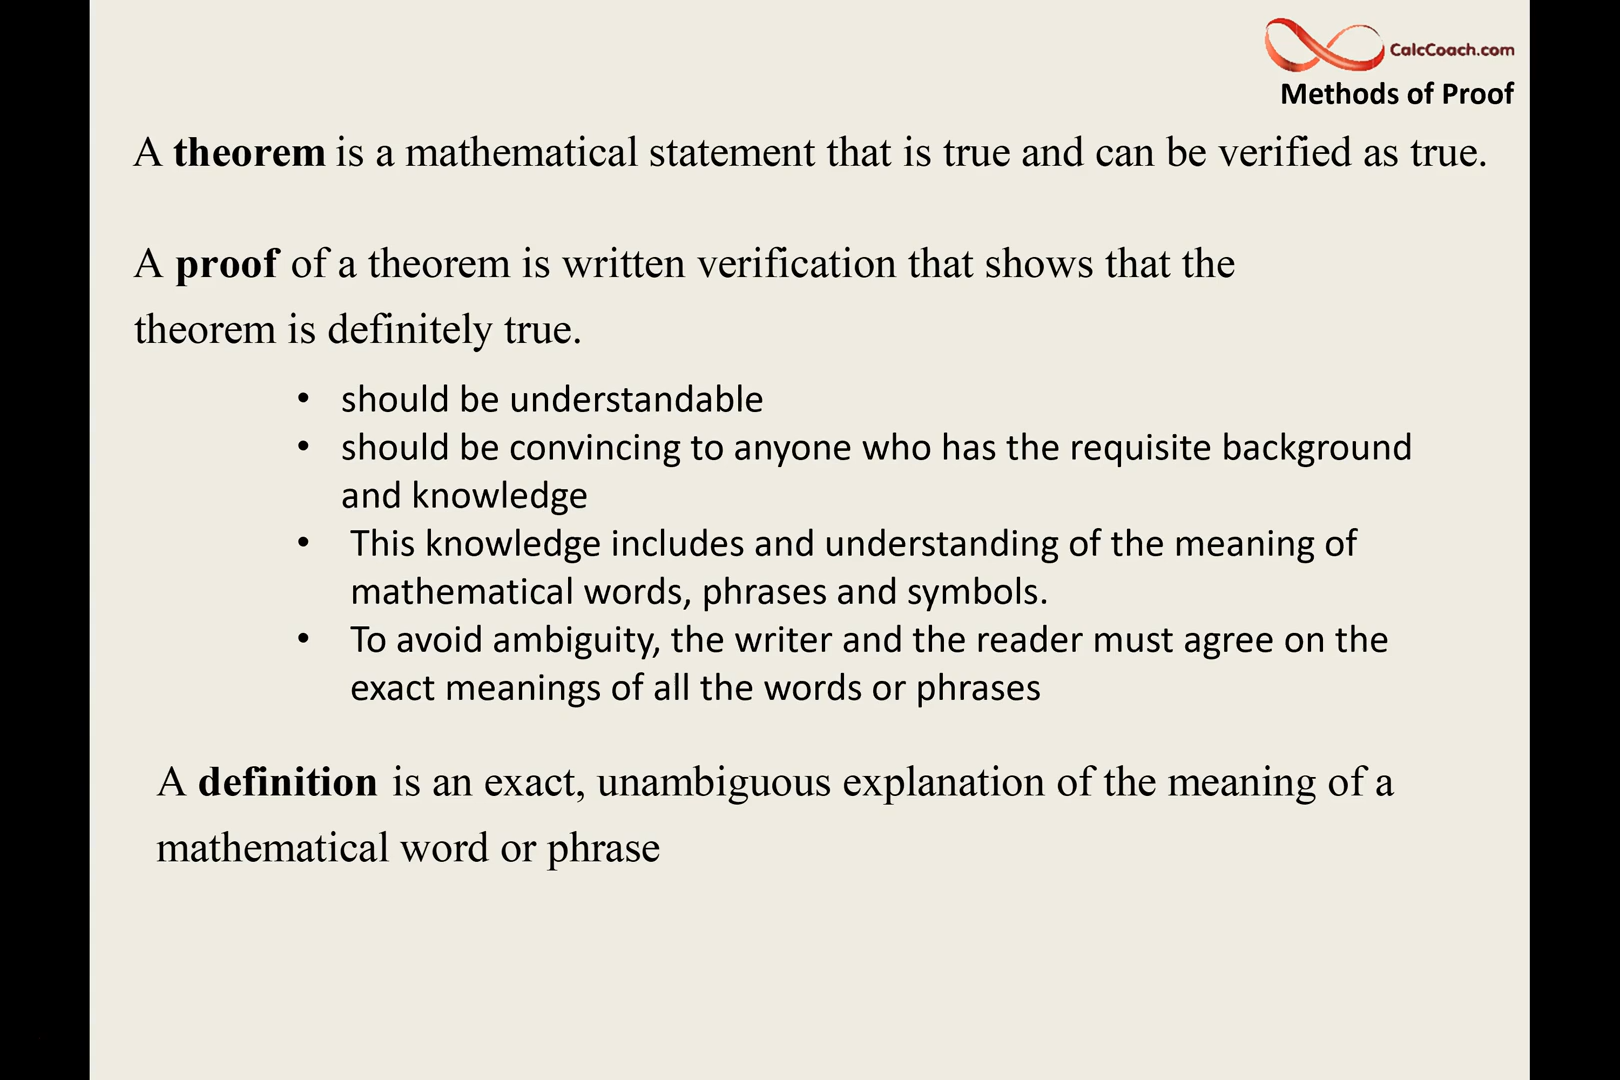 CalcCoach.com
Methods of Proof
A theorem is a mathematical statement that is true and can be verified as true.
A proof of a theorem is written verification that shows that the
theorem is definitely true.
• should be understandable
• should be convincing to anyone who has the requisite background
and knowledge
• This knowledge includes and understanding of the meaning of
mathematical words, phrases and symbols.
• To avoid ambiguity, the writer and the reader must agree on the
exact meanings of all the words or phrases
A definition is an exact, unambiguous explanation of the meaning of a
mathematical word or phrase